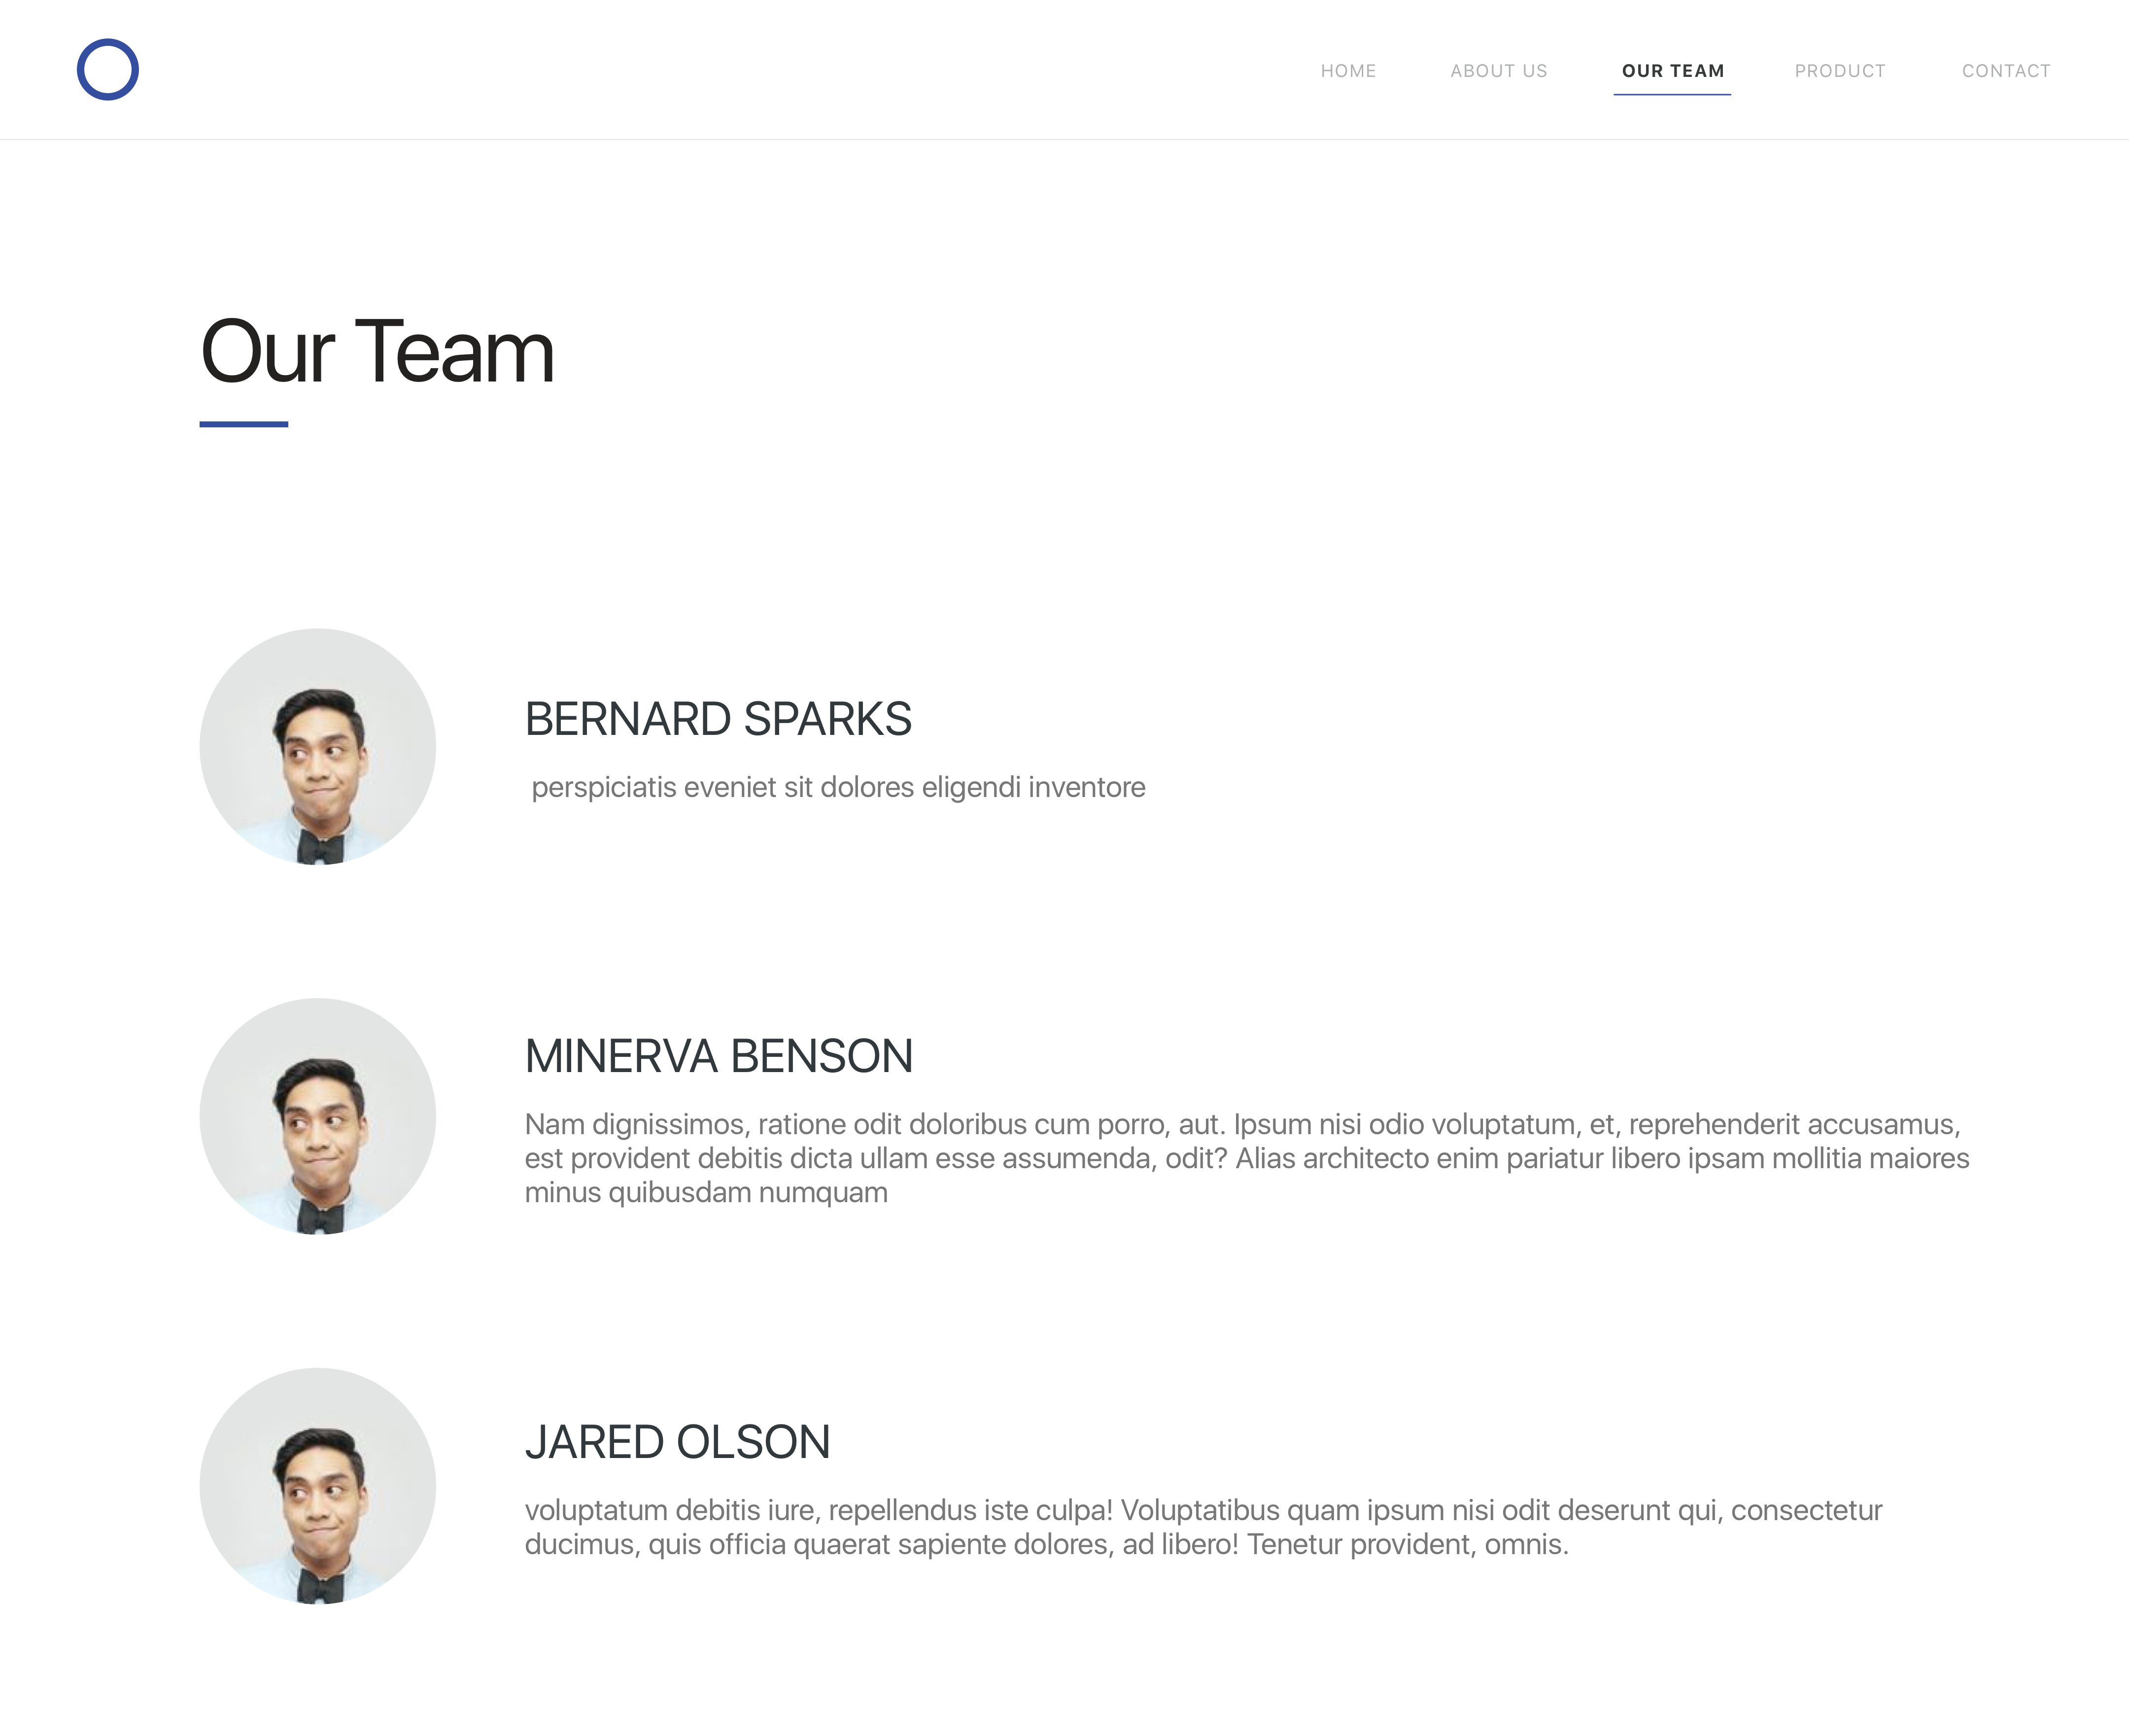 HOME ABOUT US OUR TEAM PRODUCT CONTACT
Our Team
BERNARD SPARKS
perspiciatis eveniet sit dolores eligendi inventore
MINERVA BENSON
Nam dignissimos, ratione odit doloribus cum porro, aut. Ipsum nisi odio voluptatum, et, reprehenderit accusamus,
est provident debitis dicta ullam esse assumenda, odit? Alias architecto enim pariatur libero ipsam mollitia maiores
minus quibusdam numquam
JARED OLSON
voluptatum debitis iure, repellendus iste culpa! Voluptatibus quam ipsum nisi odit deserunt qui, consectetur
ducimus, quis officia quaerat sapiente dolores, ad libero! Tenetur provident, omnis.